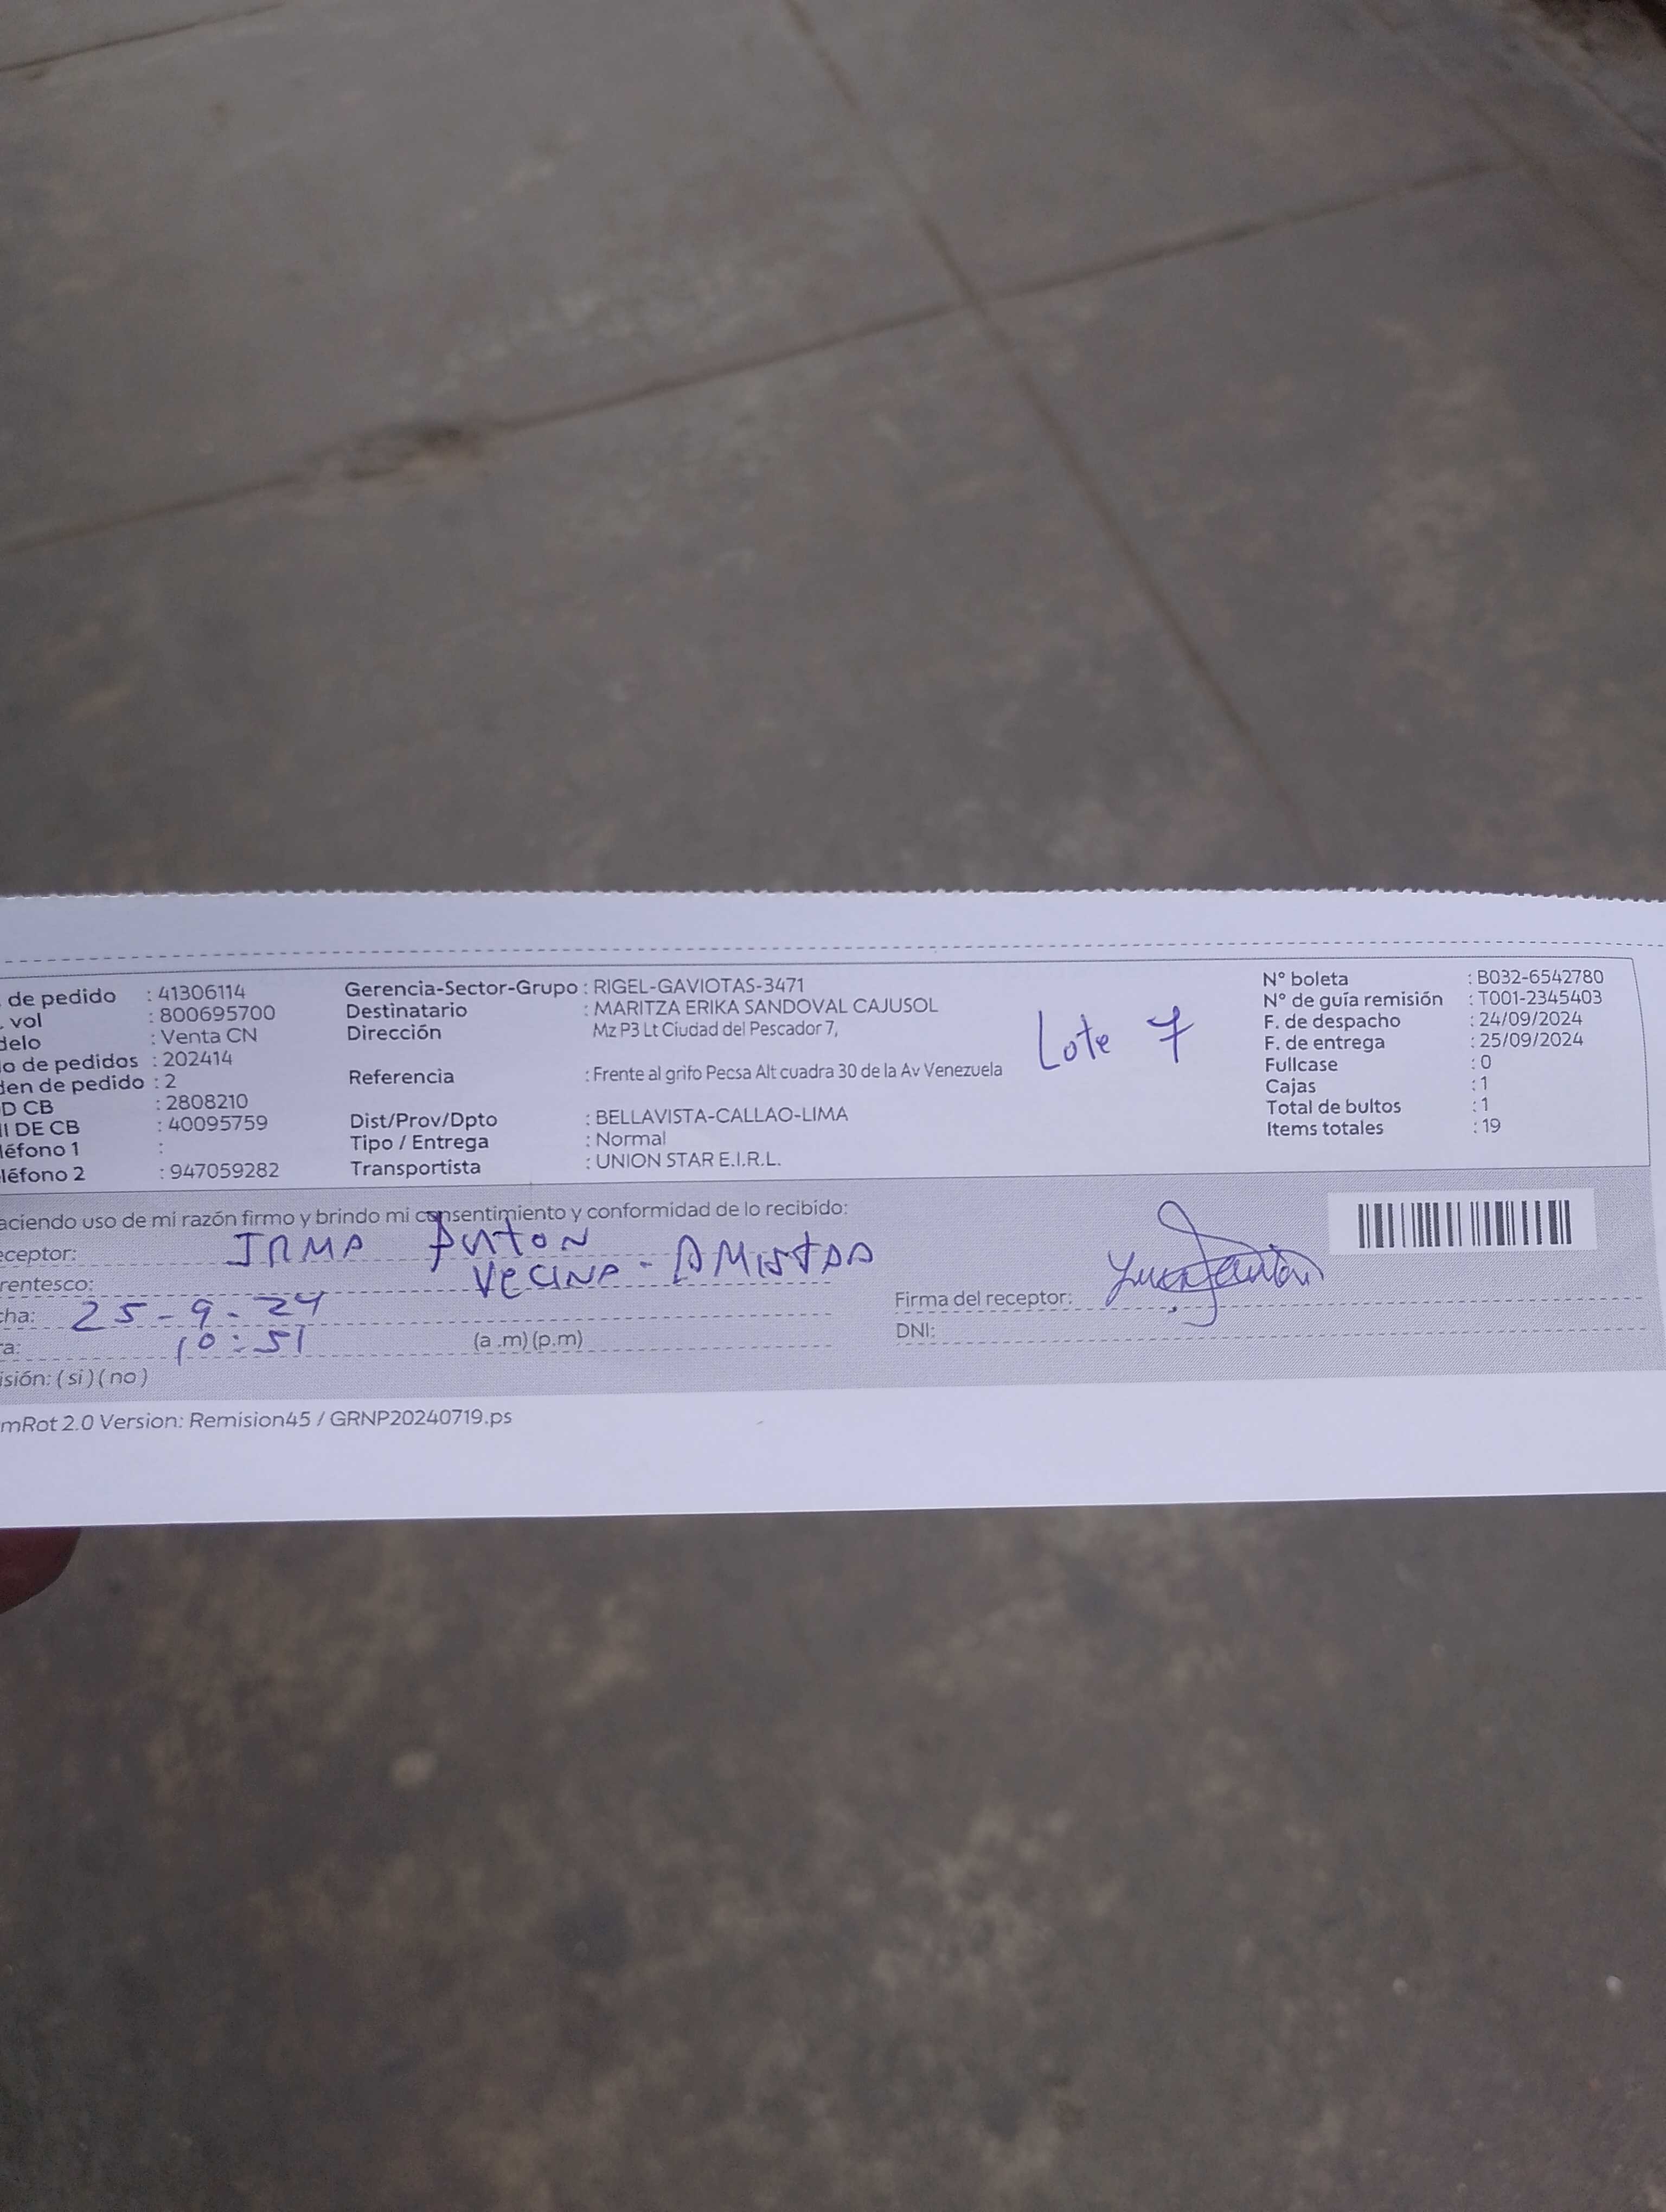 de pedido : 41306114
vol : 800695700
delo : Venta CN
o de pedidos : 202414
den de pedido : 2
D CB : 2808210
II DE CB : 40095759
léfono 1 :
léfono 2 : 947059282
Gerencia-Sector-Grupo : RIGEL-GAVIOTAS-3471
Destinatario : MARITZA ERIKA SANDOVAL CAJUSOL
Dirección Mz P3 Lt Ciudad del Pescador 7,
Referencia : Frente al grifo Pecsa Alt cuadra 30 de la Av Venezuela
Dist/Prov/Dpto : BELLAVISTA-CALLAO-LIMA
Tipo / Entrega : Normal
Transportista : UNION STAR E.I.R.L.
Lote 7
N° boleta : B032-6542780
N° de guía remisión : T001-2345403
F. de despacho : 24/09/2024
F. de entrega : 25/09/2024
Fullcase : 0
Cajas : 1
Total de bultos : 1
Items totales : 19
aciendo uso de mi razón firmo y brindo mi consentimiento y conformidad de lo recibido:
eceptor: IRMA
rentesco: VECINA - AMISTAD
cha: 25-9-24
ra: 10:51 (a .m) (p.m)
isión: ( si ) ( no )
Firma del receptor:
DNI:
mRot 2.0 Version: Remision45 / GRNP20240719.ps